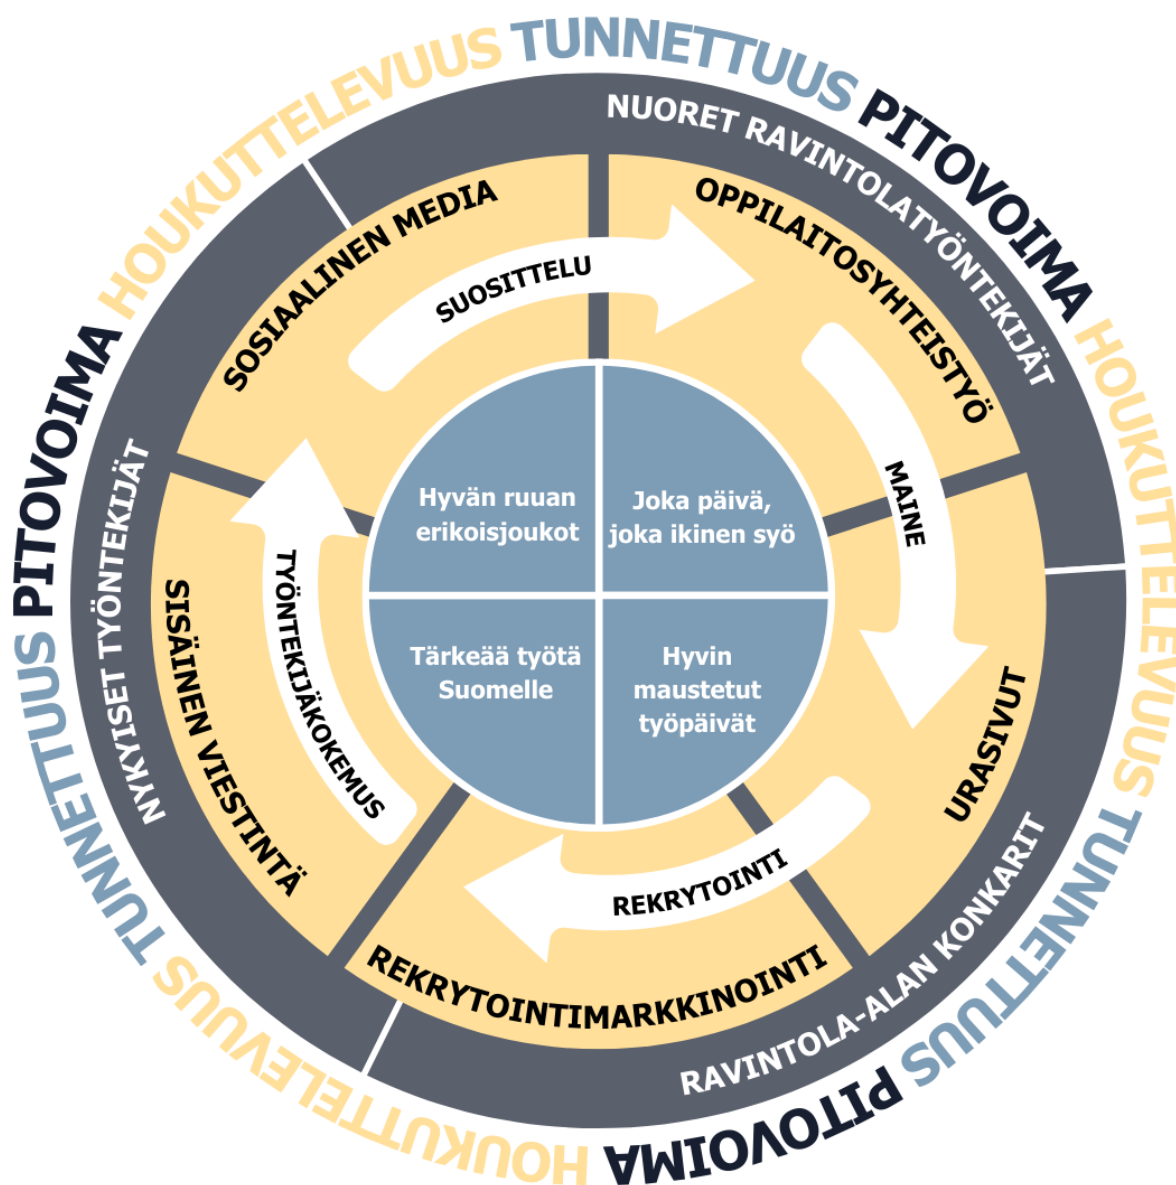 HOUKUTTELEVUUS TUNNETTUUS PITOVOIMA
HOUKUTTELEVUUS TUNNETTUUS PITOVOIMA
HOUKUTTELEVUUS TUNNETTUUS PITOVOIMA
NUORET RAVINTOLATYÖNTEKIJÄT
RAVINTOLA-ALAN KONKARIT
NYKYISET TYÖNTEKIJÄT
SOSIAALINEN MEDIA
OPPILAITOSYHTEISTYÖ
URASIVUT
REKRYTOINTIMARKKINOINTI
SISÄINEN VIESTINTÄ
SUOSITTELU
MAINE
REKRYTOINTI
TYÖNTEKIJÄKOKEMUS
Hyvän ruuan
erikoisjoukot
Joka päivä,
joka ikinen syö
Tärkeää työtä
Suomelle
Hyvin
maustetut
työpäivät